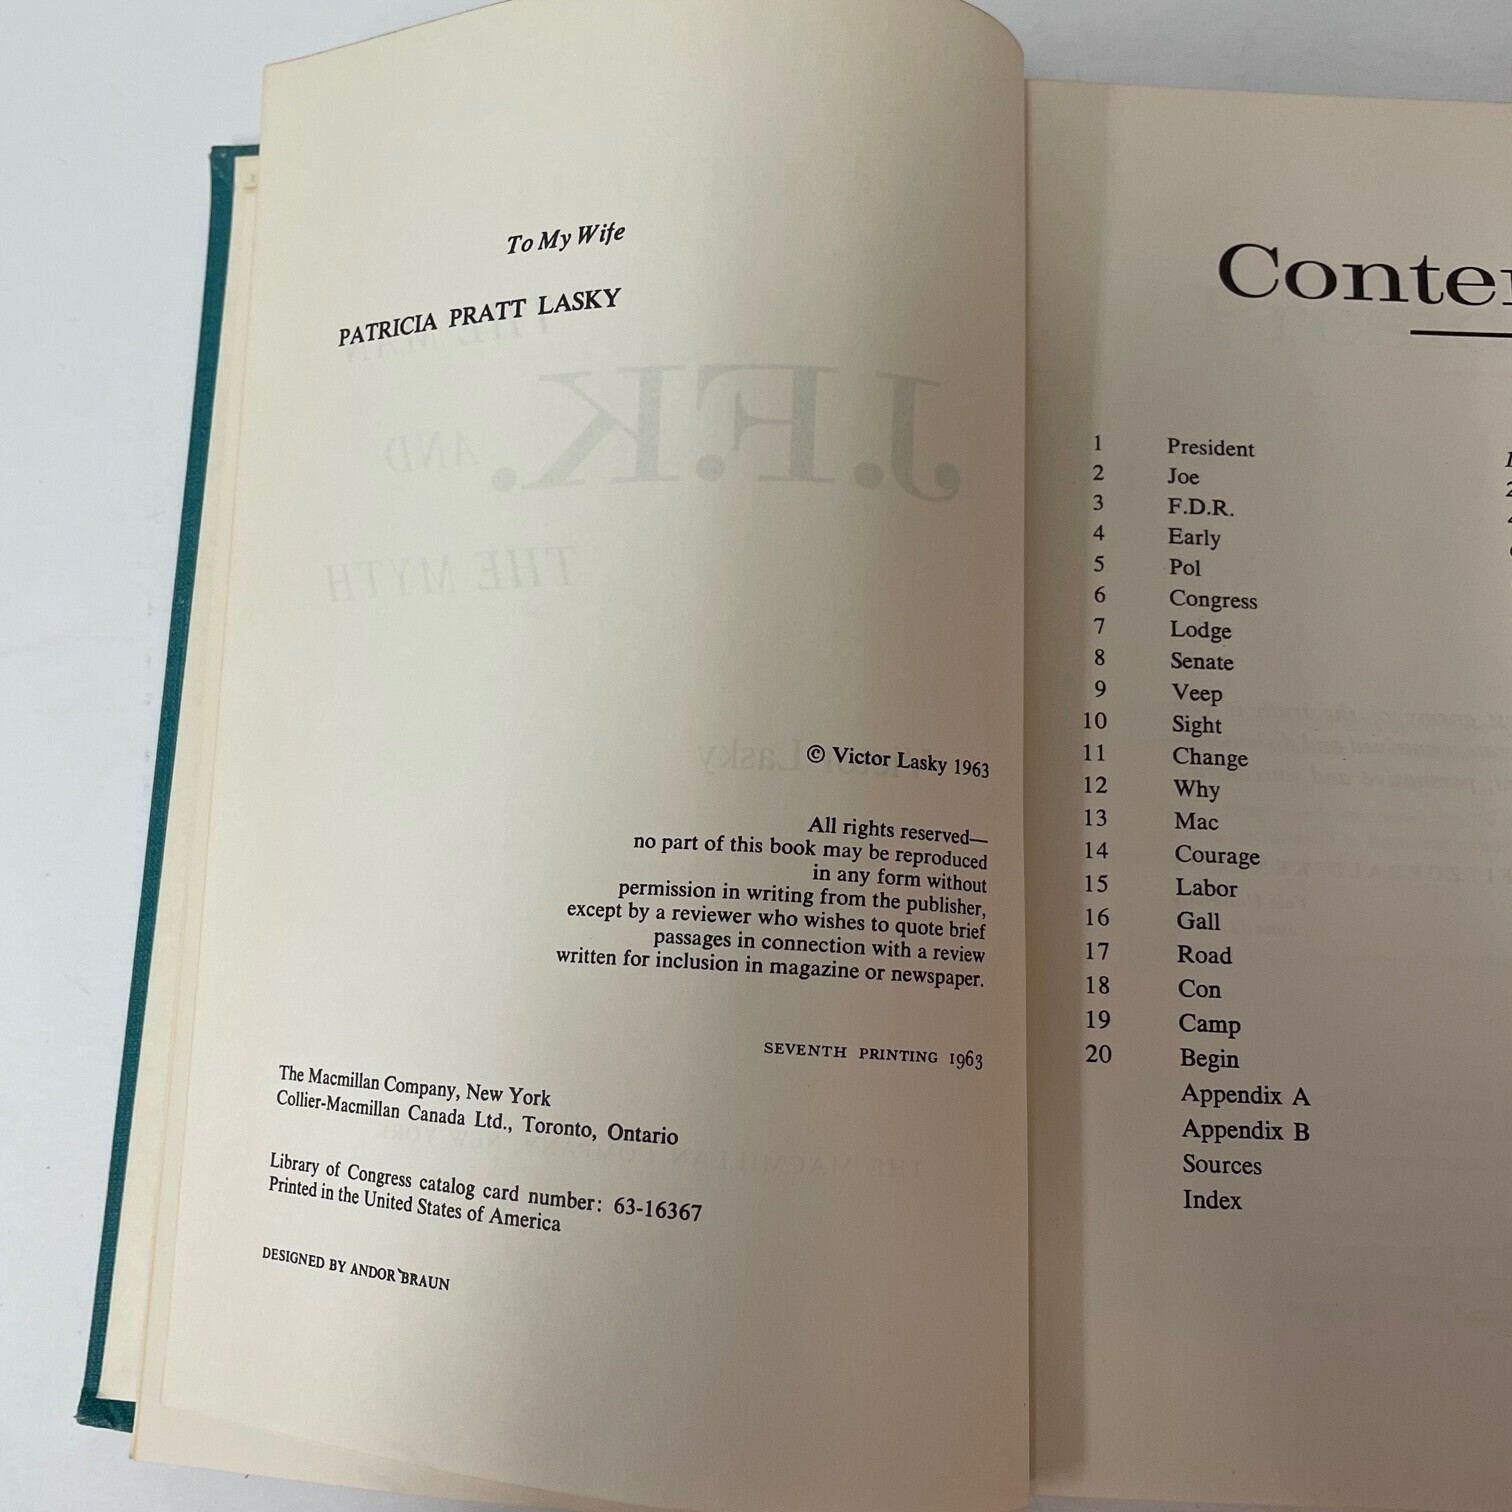 To My Wife
PATRICIA PRATT LASKY
THE MAN
J.F.K.
AND
THE MYTH
© Victor Lasky 1963
All rights reserved—
no part of this book may be reproduced
in any form without
permission in writing from the publisher,
except by a reviewer who wishes to quote brief
passages in connection with a review
written for inclusion in magazine or newspaper.
SEVENTH PRINTING 1963
The Macmillan Company, New York
Collier-Macmillan Canada Ltd., Toronto, Ontario
Library of Congress catalog card number: 63-16367
Printed in the United States of America
DESIGNED BY ANDOR BRAUN
1 President
2 Joe
3 F.D.R.
4 Early
5 Pol
6 Congress
7 Lodge
8 Senate
9 Veep
10 Sight
11 Change
12 Why
13 Mac
14 Courage
15 Labor
16 Gall
17 Road
18 Con
19 Camp
20 Begin
Appendix A
Appendix B
Sources
Index